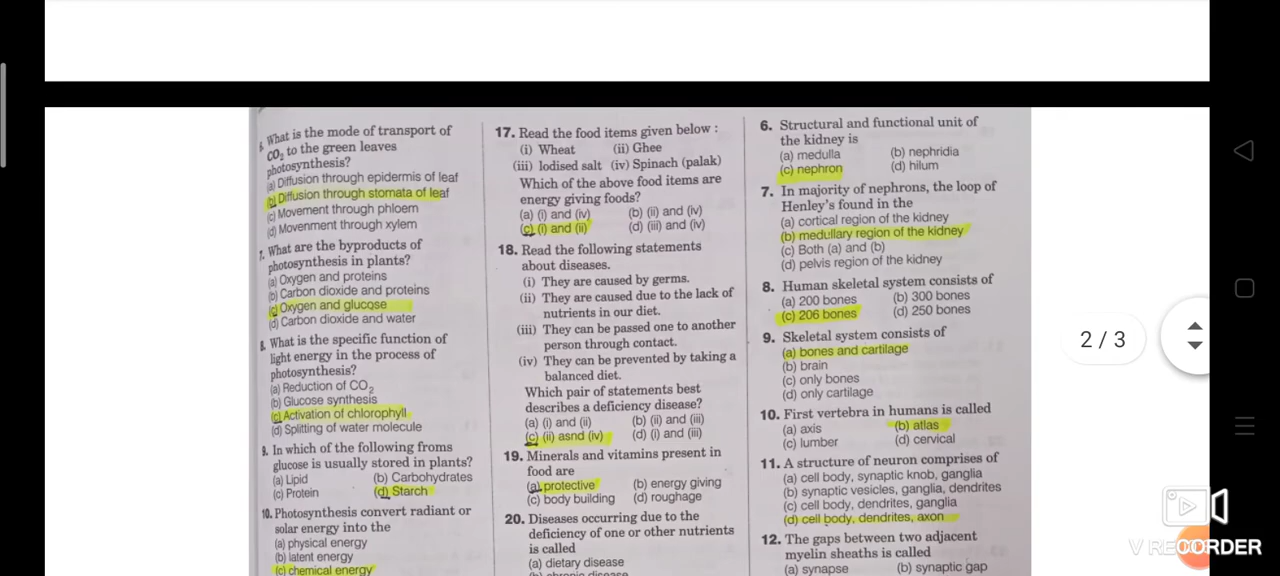 6. What is the mode of transport of
CO2 to the green leaves
photosynthesis?
(a) Diffusion through epidermis of leaf
(b) Diffusion through stomata of leaf
(c) Movement through phloem
(d) Movenment through xylem
7. What are the byproducts of
photosynthesis in plants?
(a) Oxygen and proteins
(b) Carbon dioxide and proteins
(c) Oxygen and glucose
(d) Carbon dioxide and water
8. What is the specific function of
light energy in the process of
photosynthesis?
(a) Reduction of CO2
(b) Glucose synthesis
(c) Activation of chlorophyll
(d) Splitting of water molecule
9. In which of the following froms
glucose is usually stored in plants?
(a) Lipid (b) Carbohydrates
(c) Protein (d) Starch
10. Photosynthesis convert radiant or
solar energy into the
(a) physical energy
(b) latent energy
(c) chemical energy
17. Read the food items given below :
(i) Wheat (ii) Ghee
(iii) Iodised salt (iv) Spinach (palak)
Which of the above food items are
energy giving foods?
(a) (i) and (iv) (b) (ii) and (iv)
(c) (i) and (ii) (d) (iii) and (iv)
18. Read the following statements
about diseases.
(i) They are caused by germs.
(ii) They are caused due to the lack of
nutrients in our diet.
(iii) They can be passed one to another
person through contact.
(iv) They can be prevented by taking a
balanced diet.
Which pair of statements best
describes a deficiency disease?
(a) (i) and (ii) (b) (ii) and (iii)
(c) (ii) asnd (iv) (d) (i) and (iii)
19. Minerals and vitamins present in
food are
(a) protective (b) energy giving
(c) body building (d) roughage
20. Diseases occurring due to the
deficiency of one or other nutrients
is called
(a) dietary disease
6. Structural and functional unit of
the kidney is
(a) medulla (b) nephridia
(c) nephron (d) hilum
7. In majority of nephrons, the loop of
Henley's found in the
(a) cortical region of the kidney
(b) medullary region of the kidney
(c) Both (a) and (b)
(d) pelvis region of the kidney
8. Human skeletal system consists of
(a) 200 bones (b) 300 bones
(c) 206 bones (d) 250 bones
9. Skeletal system consists of
(a) bones and cartilage
(b) brain
(c) only bones
(d) only cartilage
10. First vertebra in humans is called
(a) axis (b) atlas
(c) lumber (d) cervical
11. A structure of neuron comprises of
(a) cell body, synaptic knob, ganglia
(b) synaptic vesicles, ganglia, dendrites
(c) cell body, dendrites, ganglia
(d) cell body, dendrites, axon
12. The gaps between two adjacent
myelin sheaths is called
(a) synapse (b) synaptic gap
2 / 3
V RECORDER